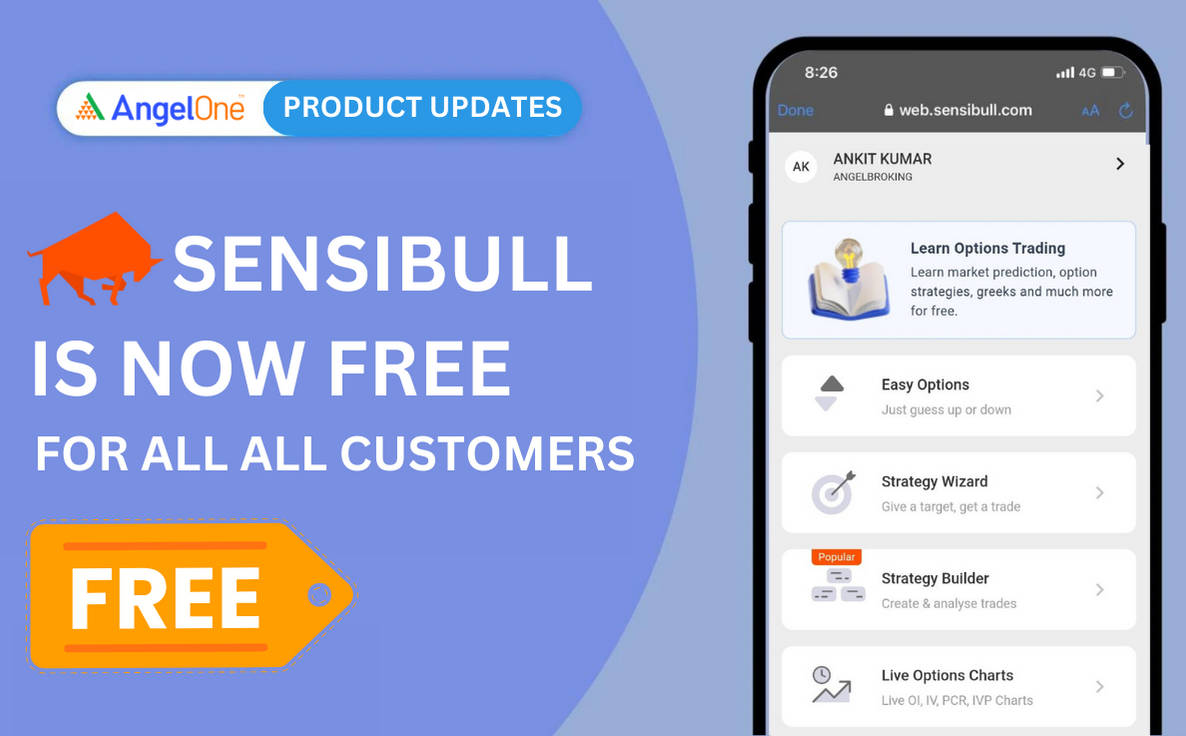 AngelOne™
PRODUCT UPDATES
SENSIBULL
IS NOW FREE
FOR ALL ALL CUSTOMERS
FREE
8:26
4G
Done
web.sensibull.com
AA
AK
ANKIT KUMAR
ANGELBROKING
Learn Options Trading
Learn market prediction, option
strategies, greeks and much more
for free.
Easy Options
Just guess up or down
Strategy Wizard
Give a target, get a trade
Popular
Strategy Builder
Create & analyse trades
Live Options Charts
Live OI, IV, PCR, IVP Charts